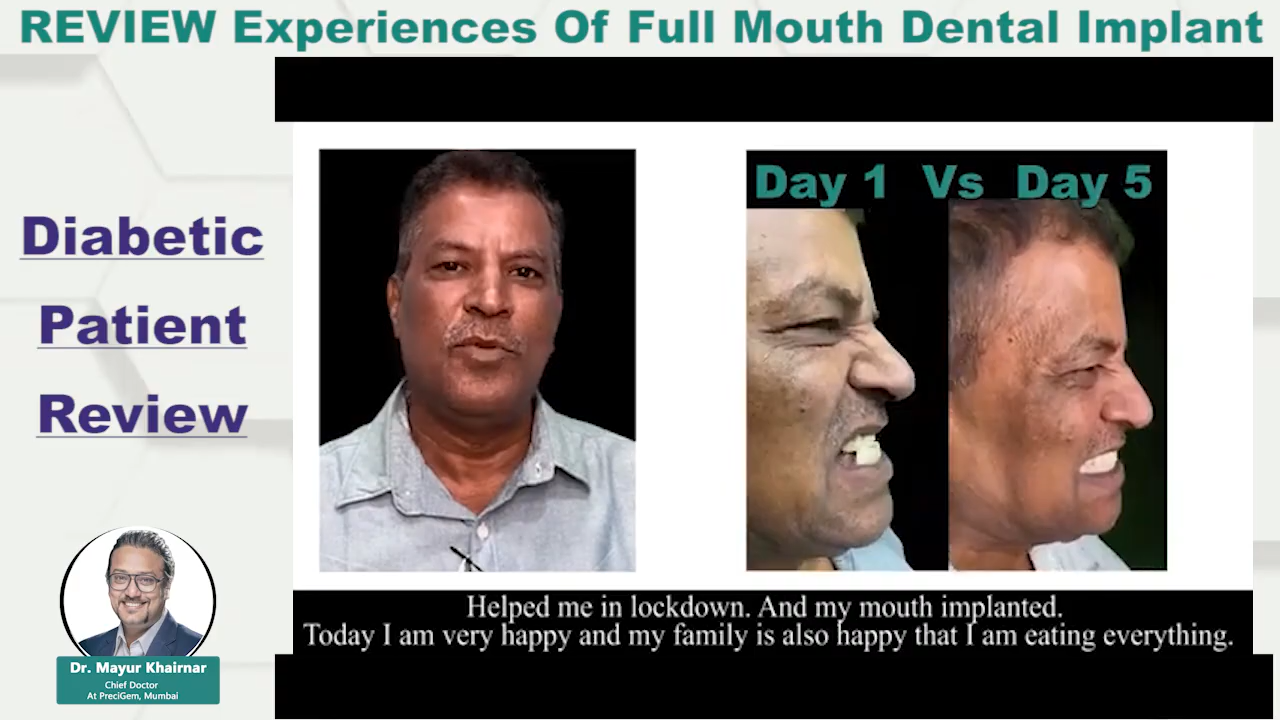 REVIEW Experiences Of Full Mouth Dental Implant
Diabetic
Patient
Review
Day 1 Vs Day 5
Helped me in lockdown. And my mouth implanted.
Today I am very happy and my family is also happy that I am eating everything.
Dr. Mayur Khairnar
Chief Doctor
At PreciGem, Mumbai